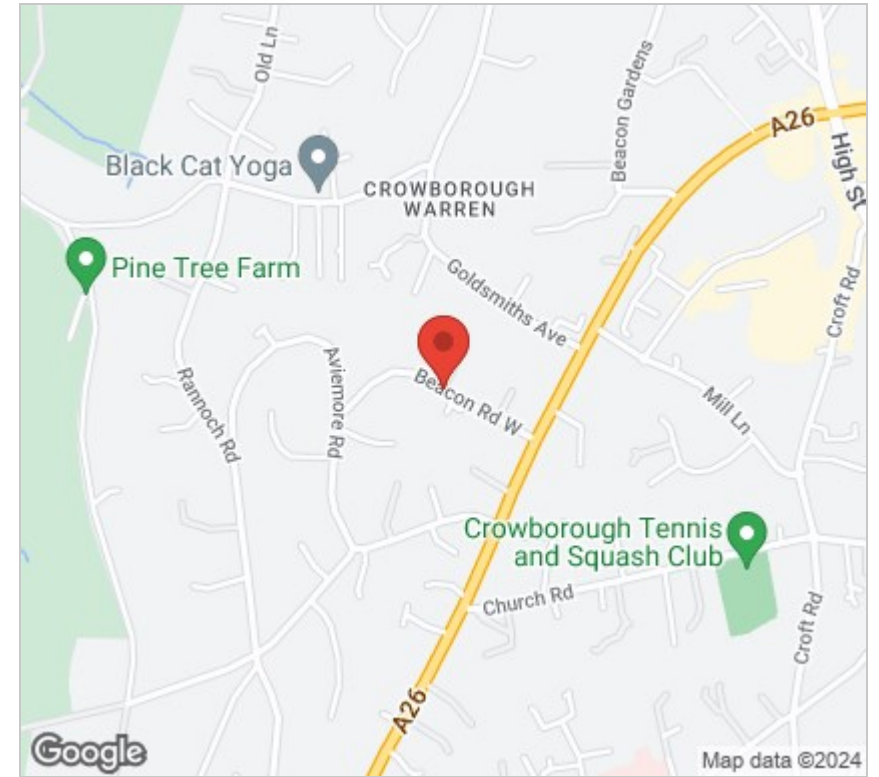 Old Ln
Beacon Gardens
A26
High St
Black Cat Yoga
CROWBOROUGH
WARREN
Pine Tree Farm
Goldsmiths Ave
Croft Rd
Rannoch Rd
Aviemore Rd
Beacon Rd W
Mill Ln
Crowborough Tennis
and Squash Club
Church Rd
Croft Rd
A26
Google
Map data ©2024